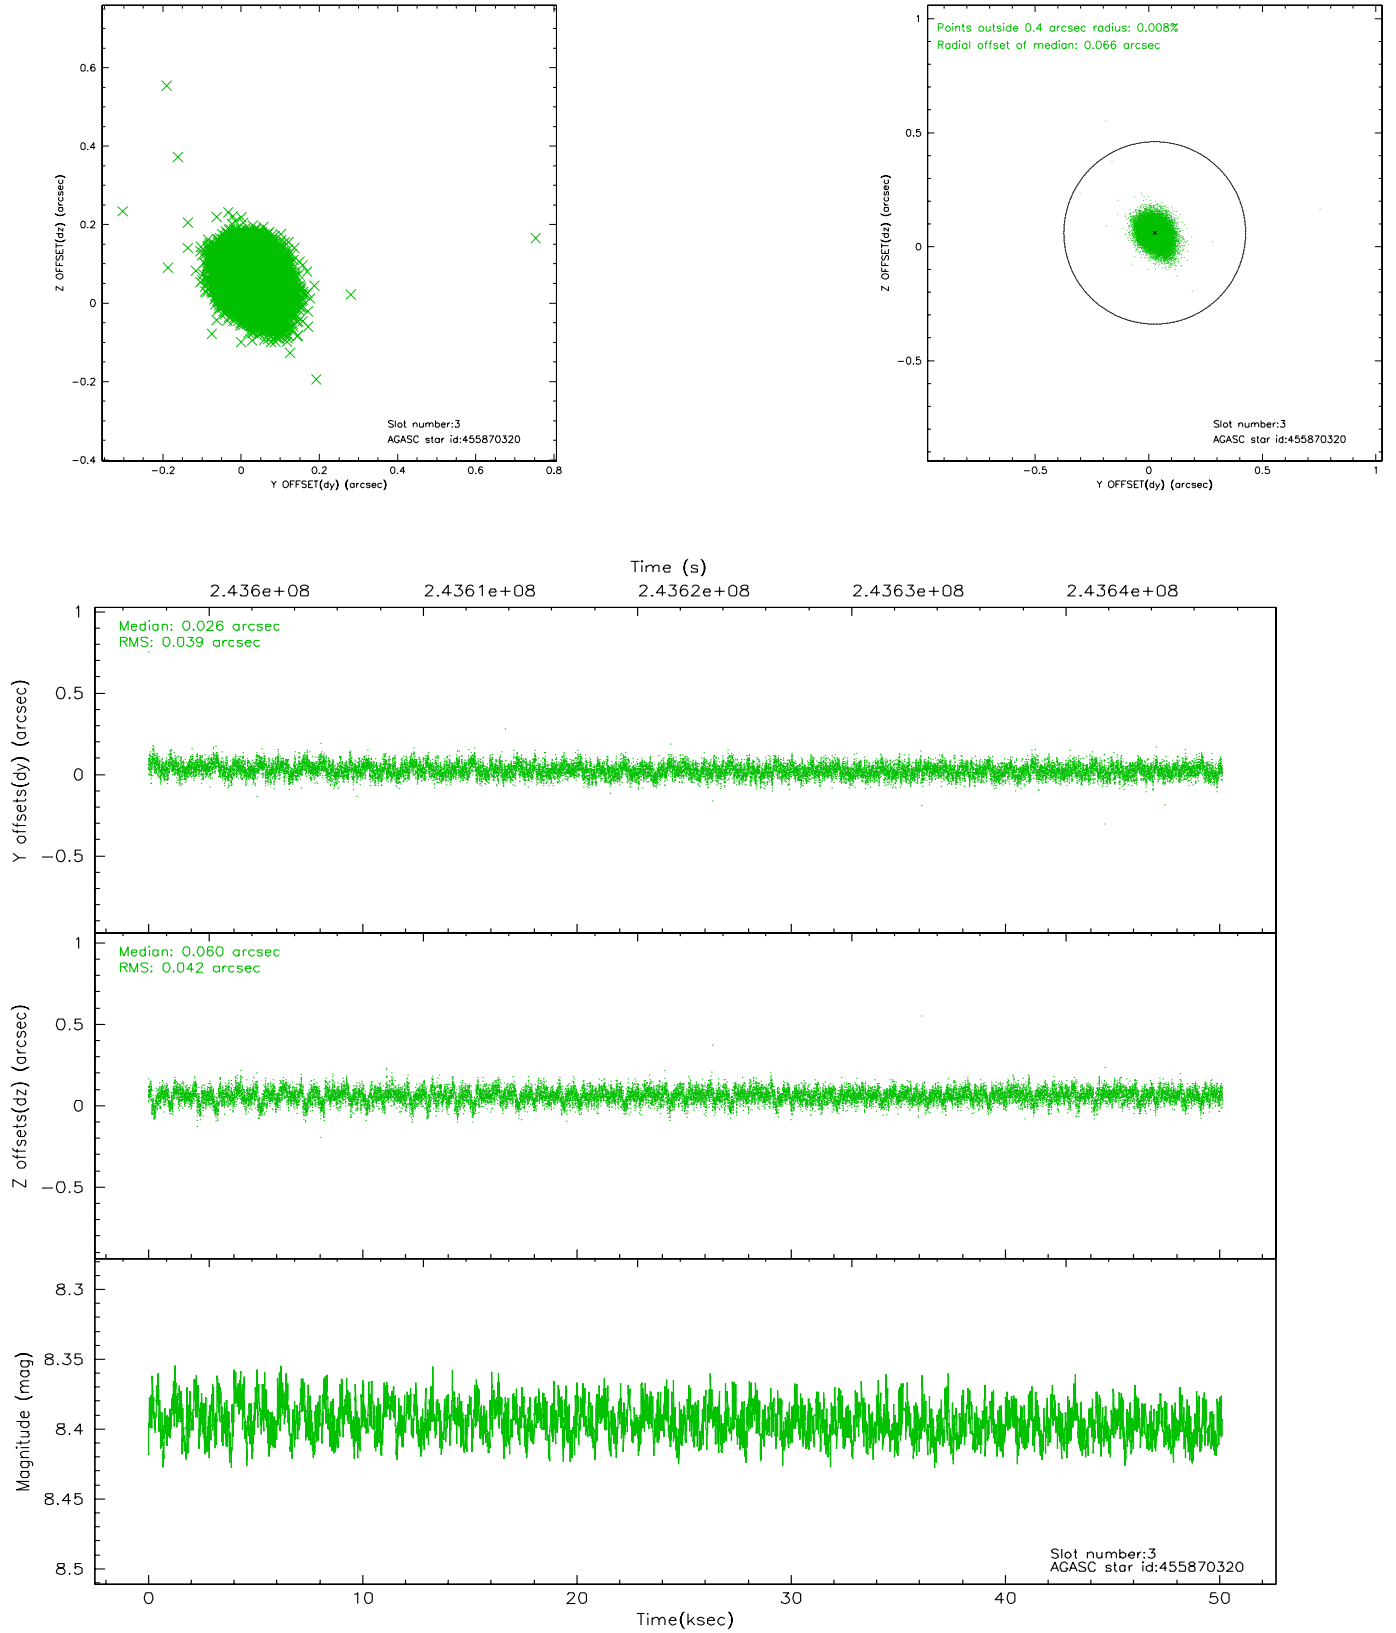 0.6
0.4
0.2
0
−0.2
−0.4
−0.2
0
0.2
0.4
0.6
0.8
Z OFFSET(dz) (arcsec)
Y OFFSET(dy) (arcsec)
Slot number:3
AGASC star id:455870320
Points outside 0.4 arcsec radius: 0.008%
Radial offset of median: 0.066 arcsec
1
0.5
0
−0.5
−0.5
0
0.5
1
Z OFFSET(dz) (arcsec)
Y OFFSET(dy) (arcsec)
Slot number:3
AGASC star id:455870320
Time (s)
2.436e+08
2.4361e+08
2.4362e+08
2.4363e+08
2.4364e+08
Median: 0.026 arcsec
RMS: 0.039 arcsec
1
0.5
0
−0.5
Y offsets(dy) (arcsec)
Median: 0.060 arcsec
RMS: 0.042 arcsec
1
0.5
0
−0.5
Z offsets(dz) (arcsec)
8.3
8.35
8.4
8.45
8.5
Magnitude (mag)
Slot number:3
AGASC star id:455870320
0
10
20
30
40
50
Time(ksec)